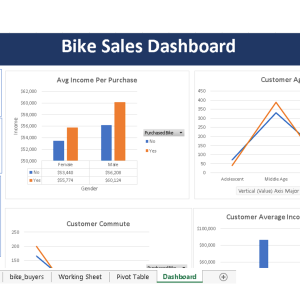 Bike Sales Dashboard
Avg Income Per Purchase
$62,000
$60,000
$58,000
$56,000
$54,000
$52,000
$50,000
Income
Female Male
No $53,440 $56,208
Yes $55,774 $60,124
Gender
Purchased Bike
No
Yes
Customer Ag
450
400
350
300
250
200
150
100
50
0
Adolescent Middle Age
Vertical (Value) Axis Major
Customer Commute
250
200
150
100
Customer Average Inco
$100,000
$80,000
$60,000
bike_buyers Working Sheet Pivot Table Dashboard